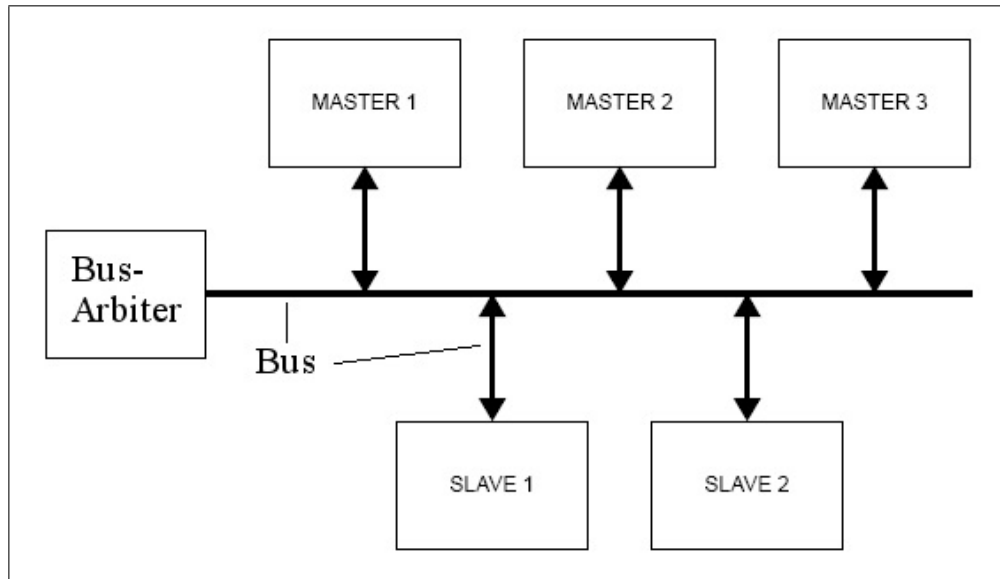 MASTER 1
MASTER 2
MASTER 3
Bus-
Arbiter
Bus
SLAVE 1
SLAVE 2